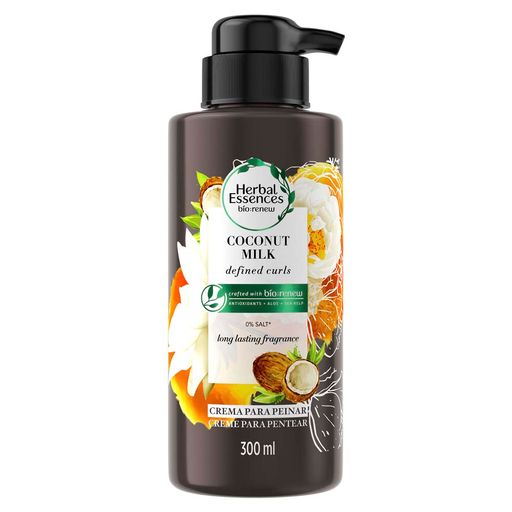 Herbal
Essences
bio:renew
COCONUT
MILK
defined curls
crafted with bio:renew
ANTIOXIDANTS + ALOE + SEA KELP
0% SALT*
long lasting fragrance
CREMA PARA PEINAR
CREME PARA PENTEAR
300 ml